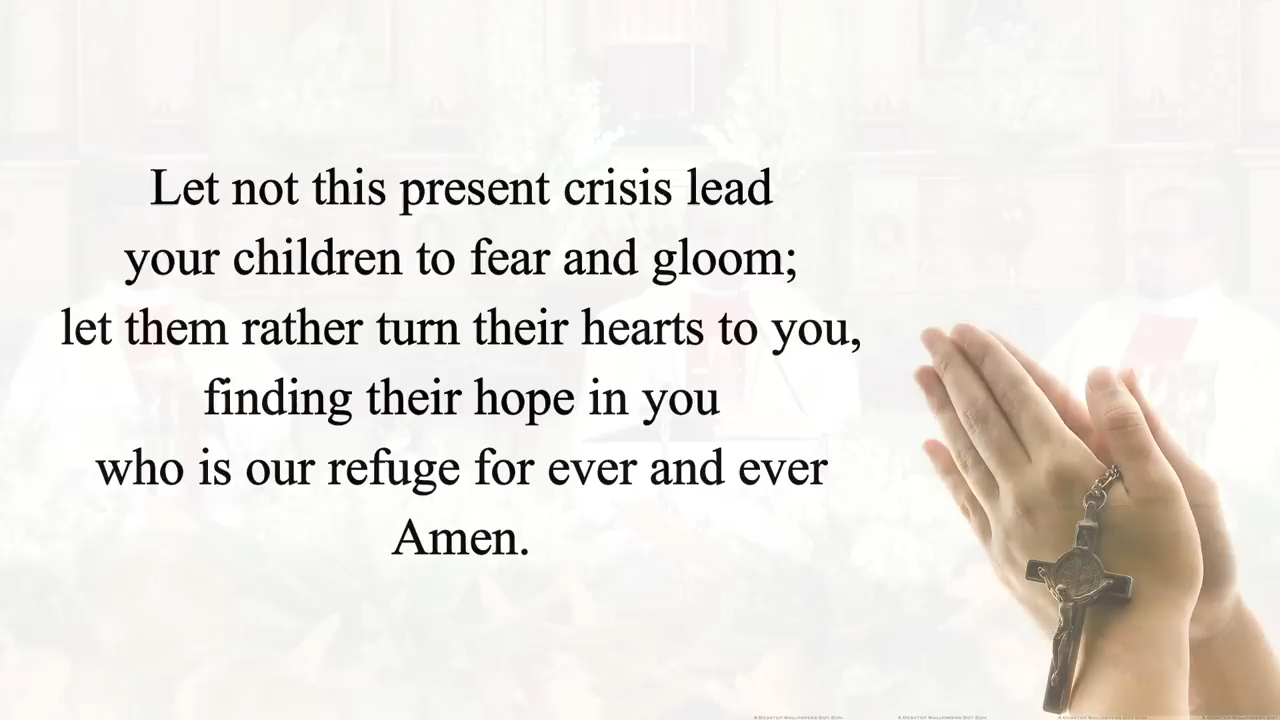 Let not this present crisis lead
your children to fear and gloom;
let them rather turn their hearts to you,
finding their hope in you
who is our refuge for ever and ever
Amen.